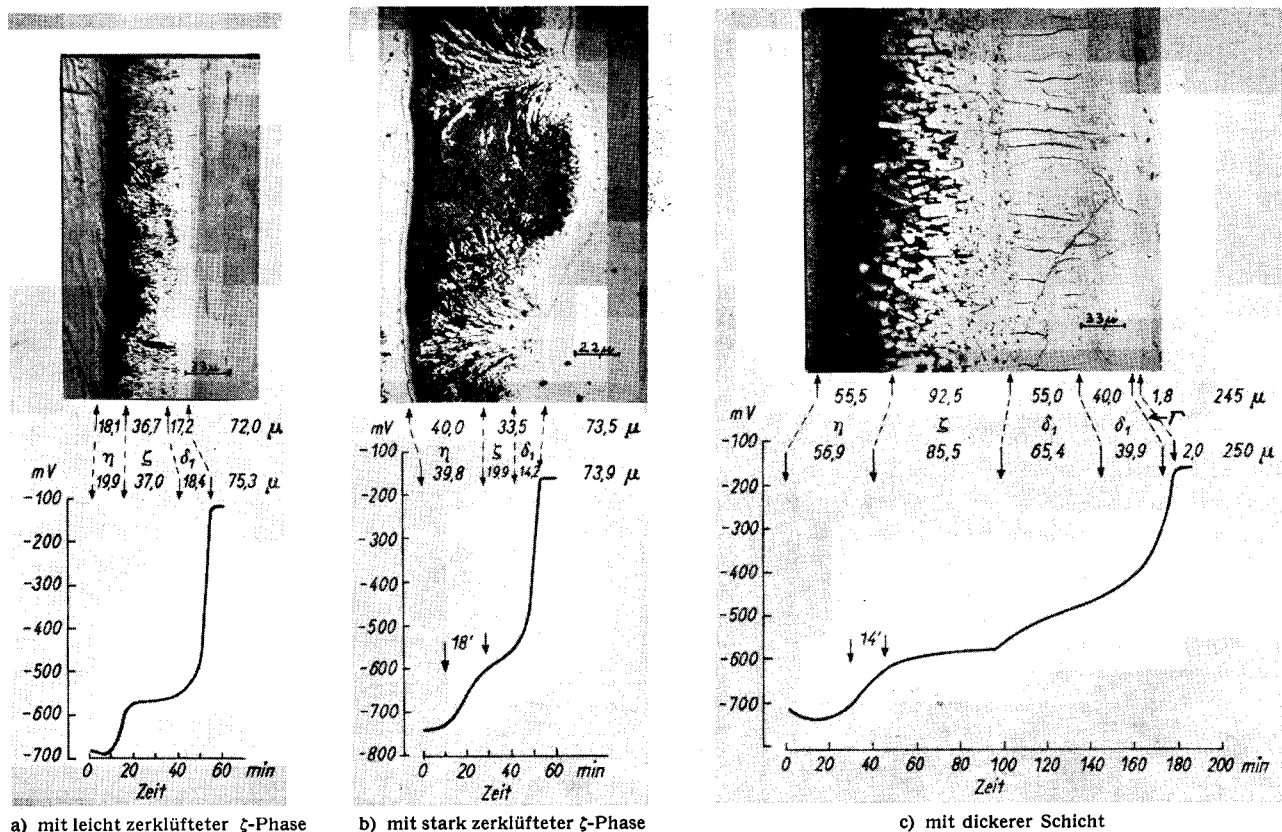 33 µ
18,1 36,7 17,2 72,0 µ
η ζ δ₁
19,9 37,0 18,4 75,3 µ
mV
-100
-200
-300
-400
-500
-600
-700
0 20 40 60 min
Zeit
a) mit leicht zerklüfteter ζ-Phase
22 µ
40,0 33,5 73,5 µ
η ζ δ₁
39,8 19,9 14,2 73,9 µ
mV
-100
-200
-300
-400
-500
-600
-700
-800
18'
0 20 40 60 min
Zeit
b) mit stark zerklüfteter ζ-Phase
33 µ
55,5 92,5 55,0 40,0 1,8 245 µ
η ζ δ₁ δ₁ Γ
56,9 85,5 65,4 39,9 2,0 250 µ
mV
-100
-200
-300
-400
-500
-600
-700
14'
0 20 40 60 80 100 120 140 160 180 200 min
Zeit
c) mit dickerer Schicht